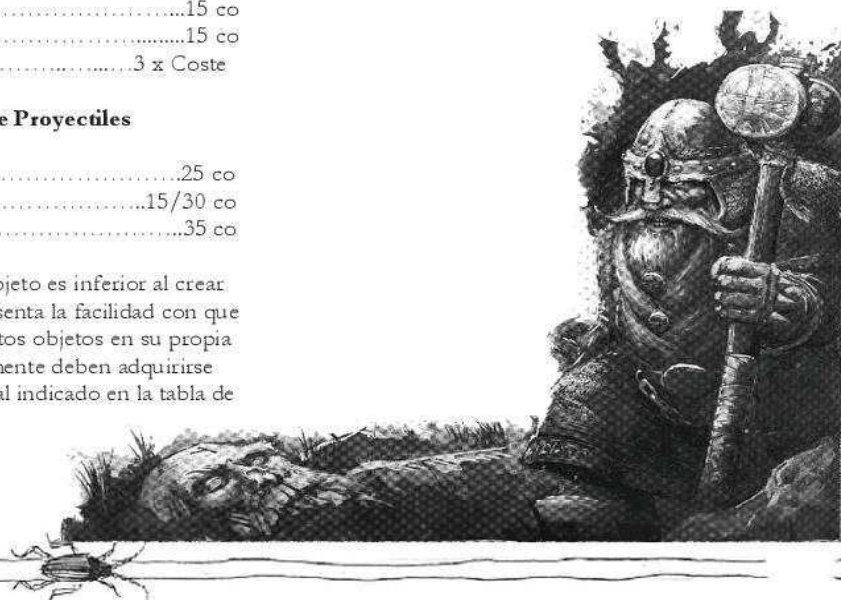 ...15 co
...15 co
...3 x Coste
e Proyectiles
...25 co
...15/30 co
...35 co
jeto es inferior al crear
senta la facilidad con que
tos objetos en su propia
nente deben adquirirse
al indicado en la tabla de